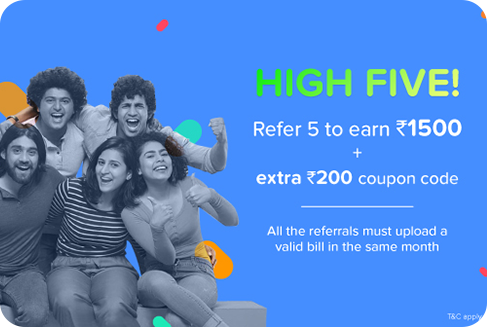 HIGH FIVE!
Refer 5 to earn ₹1500
+
extra ₹200 coupon code
All the referrals must upload a
valid bill in the same month
T&C apply